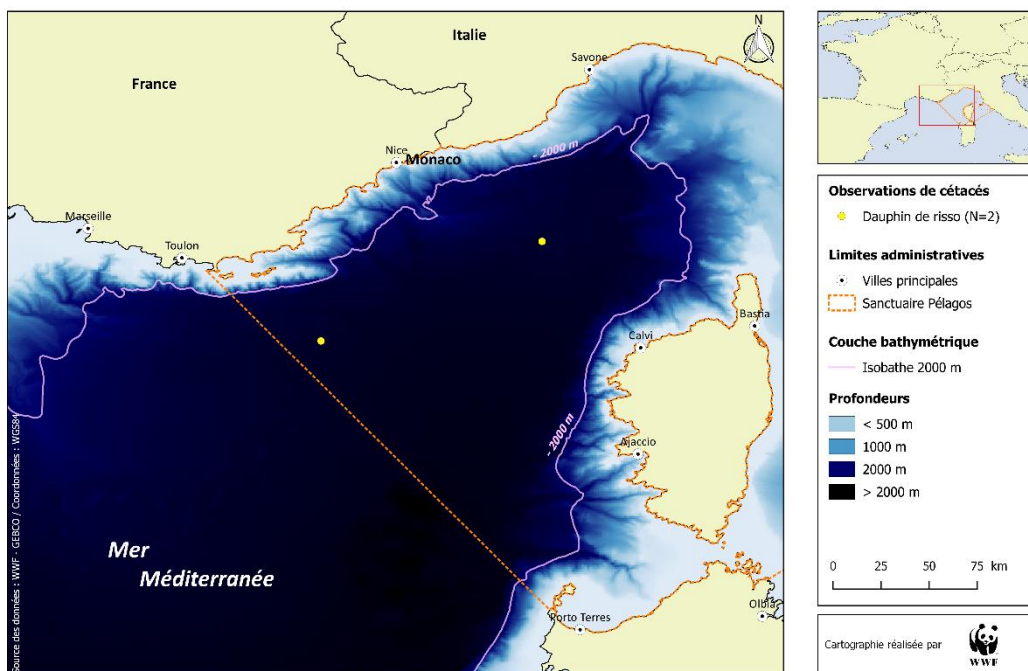 Italie
N
Savone
France
Nice
Monaco
- 2000 m
Marseille
Toulon
Bastia
Calvi
- 2000 m
Ajaccio
Mer
Méditerranée
Porto Terres
Olbia
Source des données : WWF - GEBCO / Coordonnées : WGS84
Observations de cétacés
Dauphin de risso (N=2)
Limites administratives
Villes principales
Sanctuaire Pélagos
Couche bathymétrique
Isobathe 2000 m
Profondeurs
< 500 m
1000 m
2000 m
> 2000 m
0 25 50 75 km
Cartographie réalisée par
WWF